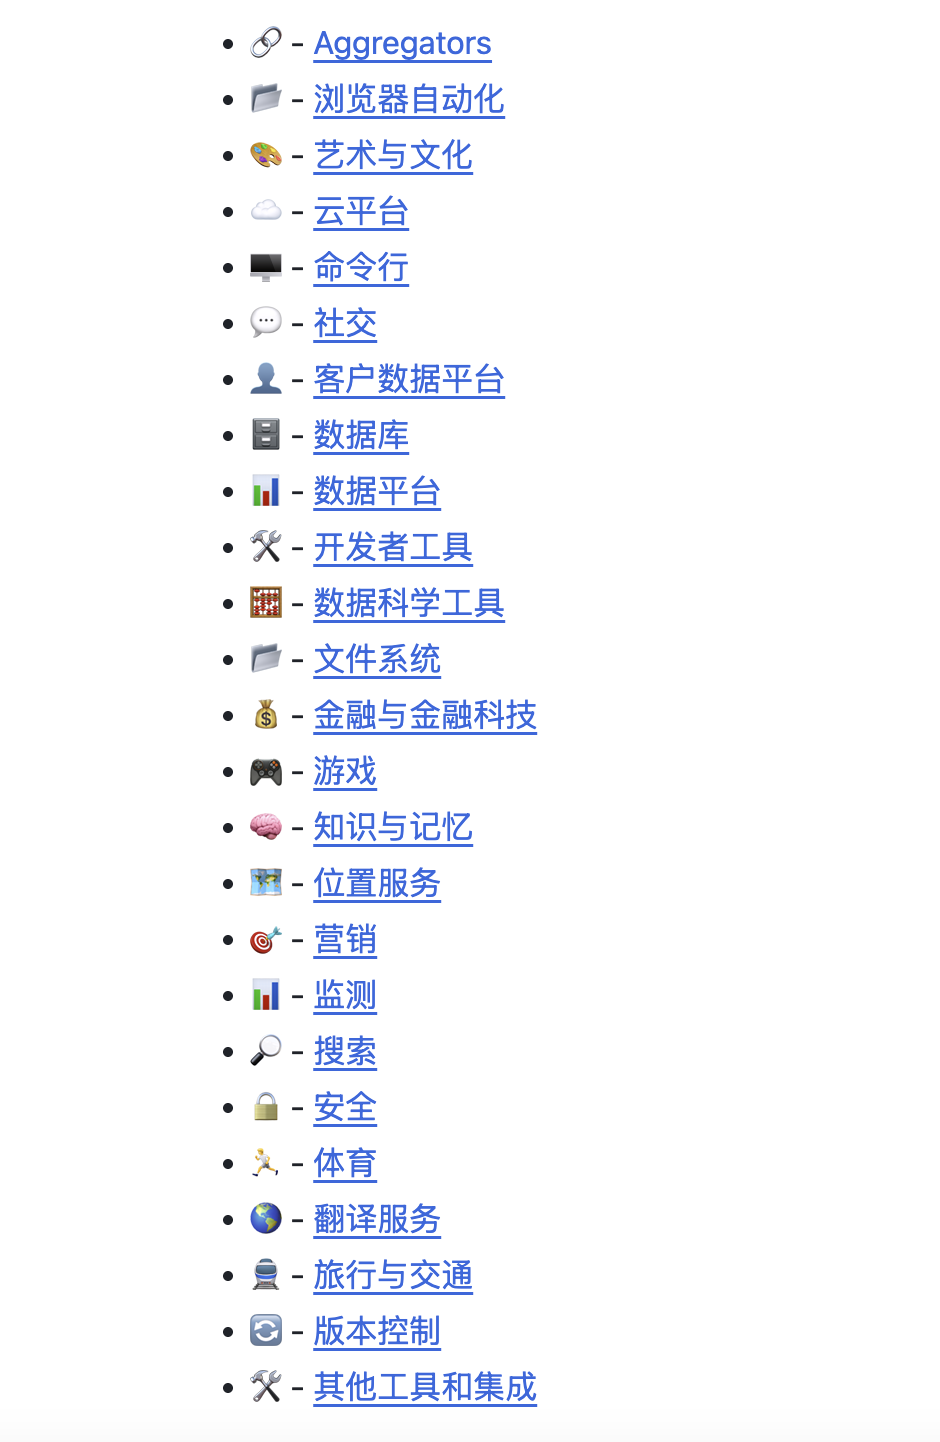 🔗 - Aggregators
📂 - 浏览器自动化
🎨 - 艺术与文化
☁️ - 云平台
🖥️ - 命令行
💬 - 社交
👤 - 客户数据平台
🗄️ - 数据库
📊 - 数据平台
🛠️ - 开发者工具
🧮 - 数据科学工具
📂 - 文件系统
💰 - 金融与金融科技
🎮 - 游戏
🧠 - 知识与记忆
🗺️ - 位置服务
🎯 - 营销
📊 - 监测
🔎 - 搜索
🔒 - 安全
🏃 - 体育
🌎 - 翻译服务
🚆 - 旅行与交通
🔄 - 版本控制
🛠️ - 其他工具和集成